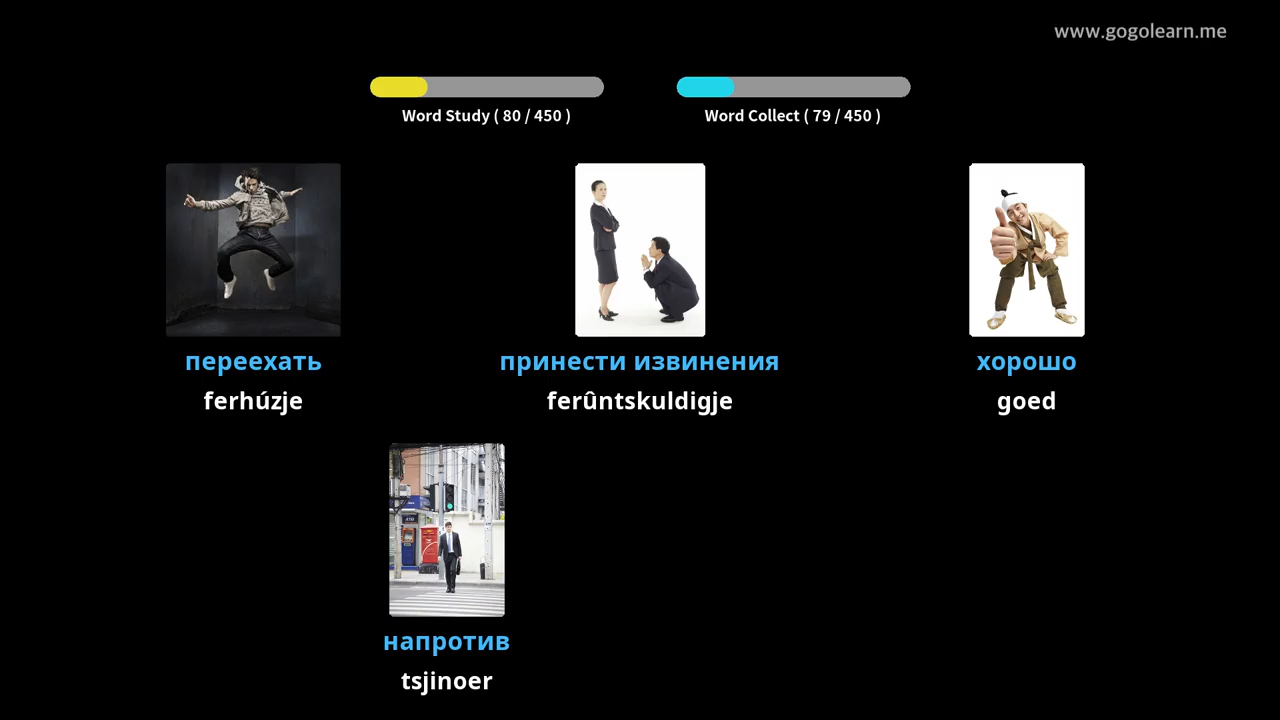 www.gogolearn.me
Word Study ( 80 / 450 )
Word Collect ( 79 / 450 )
переехать
ferhúzje
принести извинения
ferûntskuldigje
хорошо
goed
напротив
tsjinoer